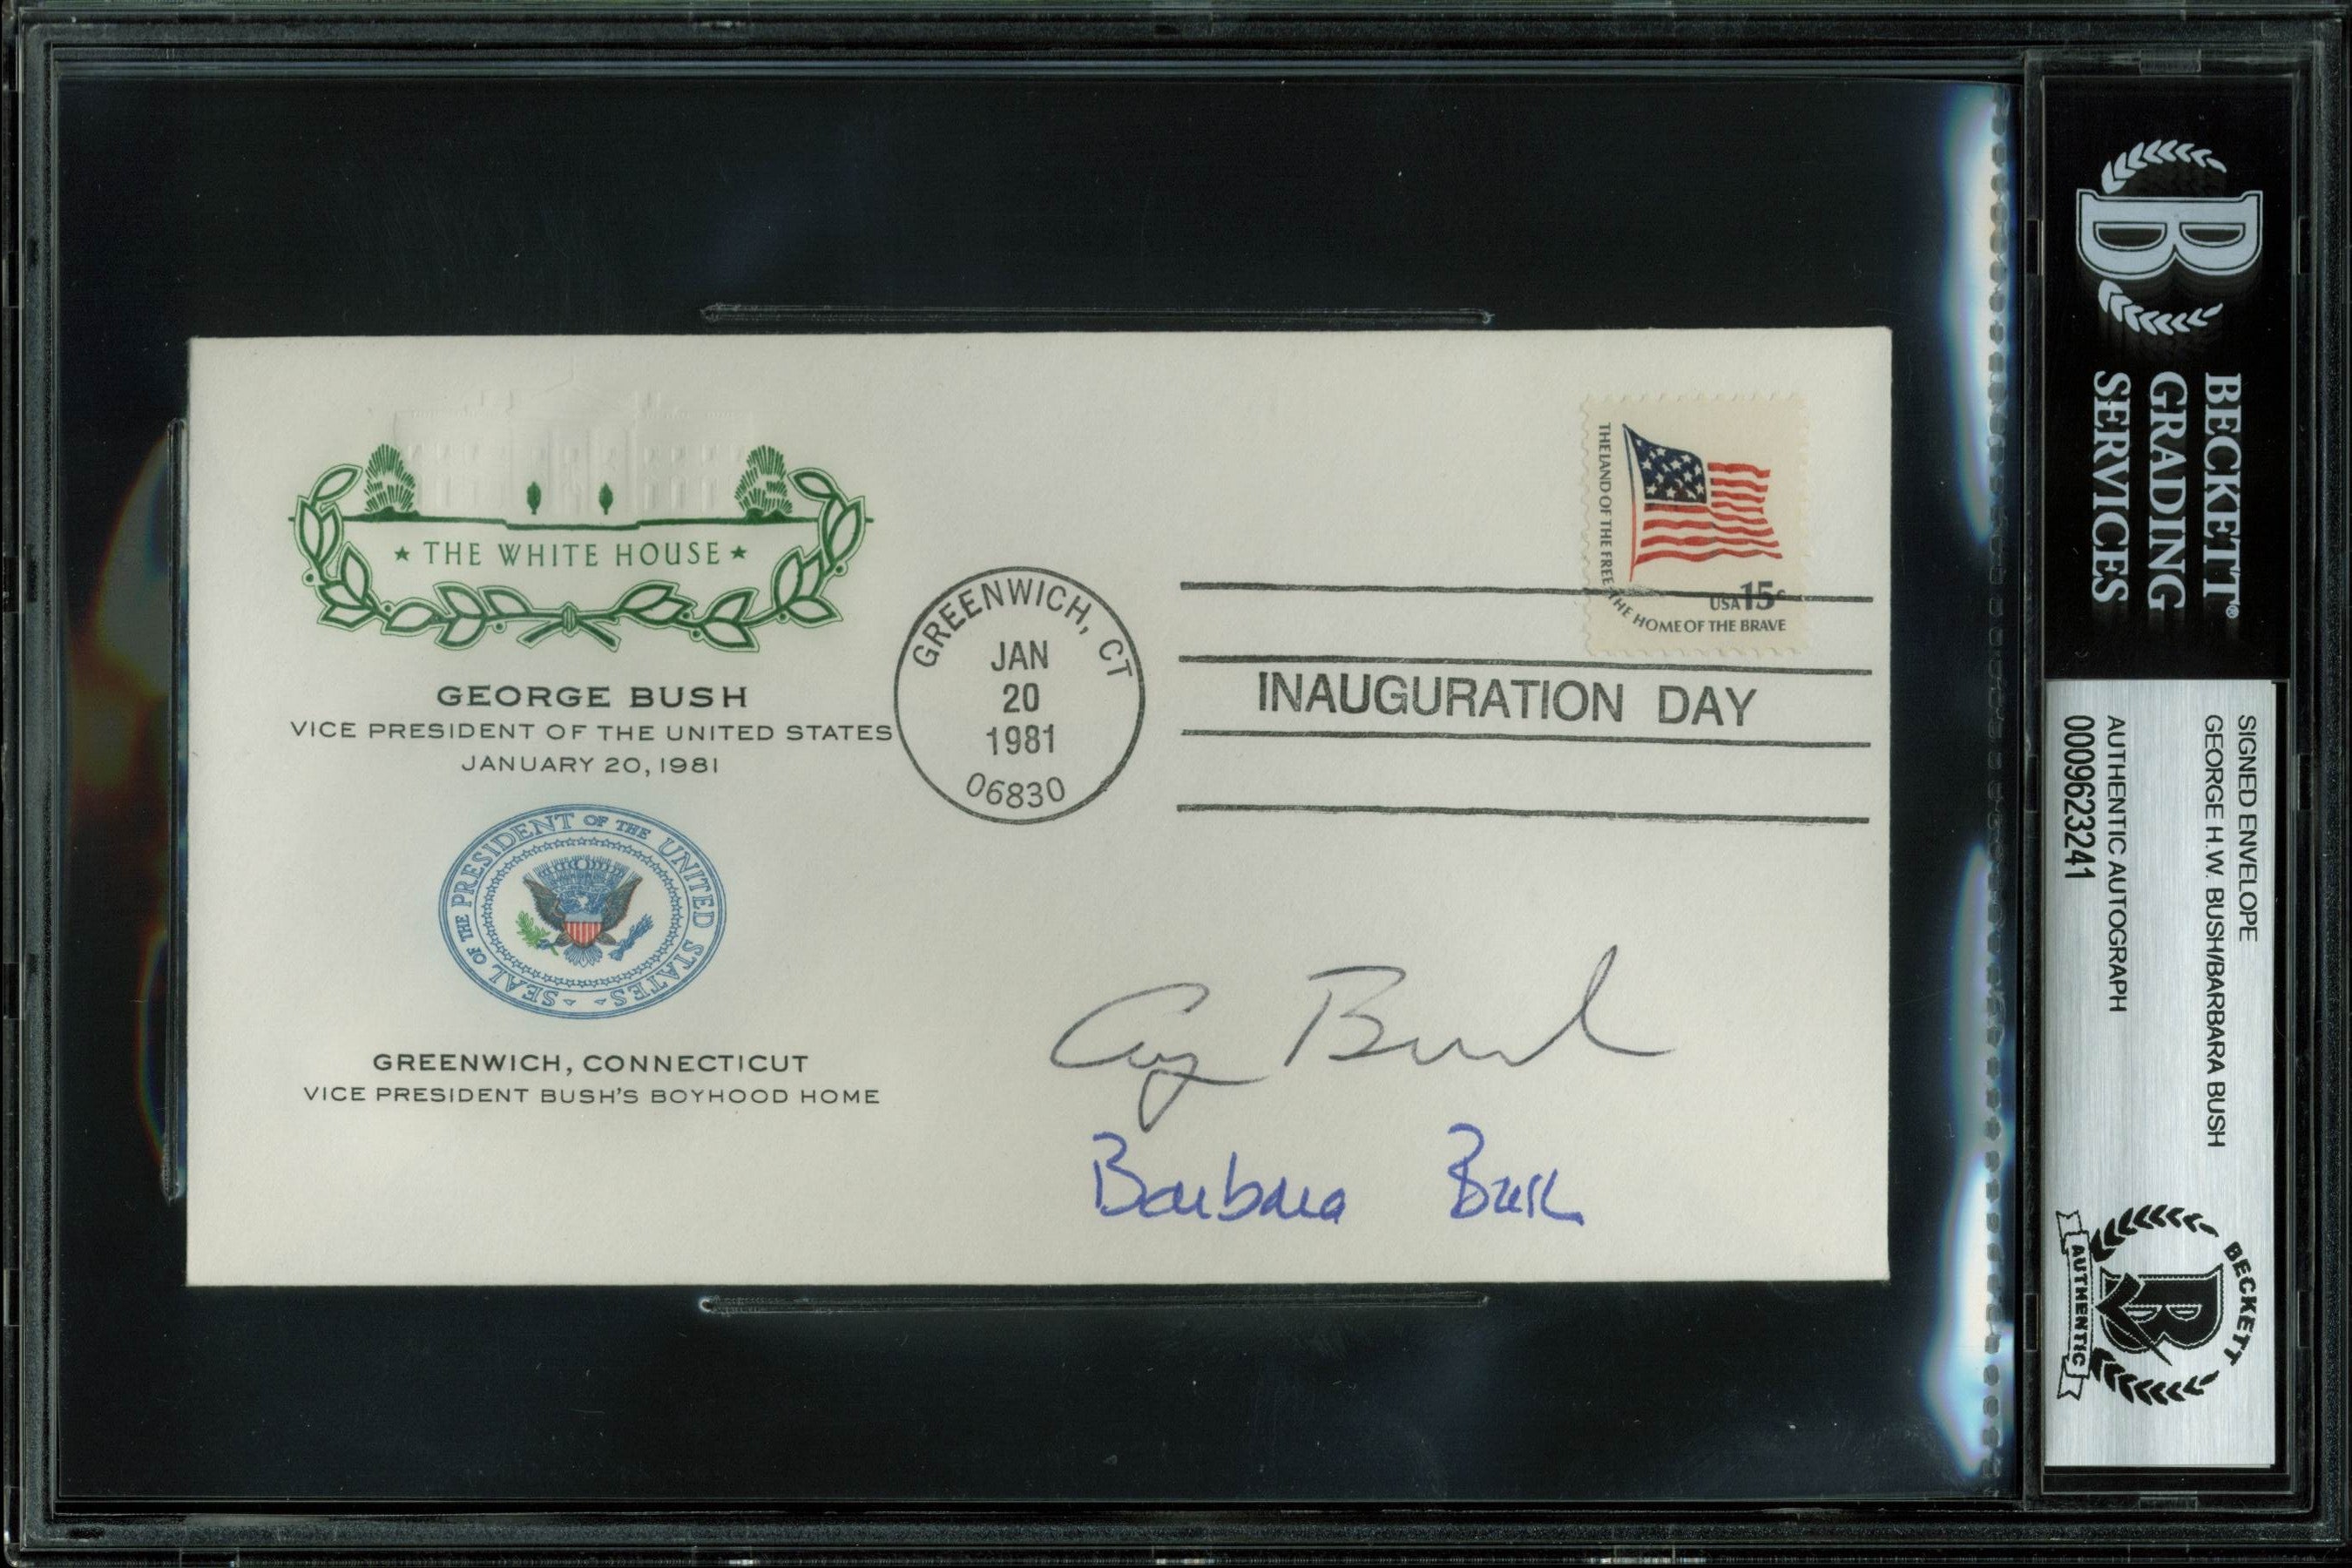 ★ THE WHITE HOUSE ★
GEORGE BUSH
VICE PRESIDENT OF THE UNITED STATES
JANUARY 20, 1981
SEAL OF THE PRESIDENT OF THE UNITED STATES
GREENWICH, CONNECTICUT
VICE PRESIDENT BUSH'S BOYHOOD HOME
GREENWICH, CT
JAN
20
1981
06830
THE LAND OF THE FREE THE HOME OF THE BRAVE
USA 15c
INAUGURATION DAY
Bush
Barbara Bush
B
BECKETT®
GRADING
SERVICES
SIGNED ENVELOPE
GEORGE H.W. BUSH/BARBARA BUSH
AUTHENTIC AUTOGRAPH
0009623241
BECKETT
B
AUTHENTIC